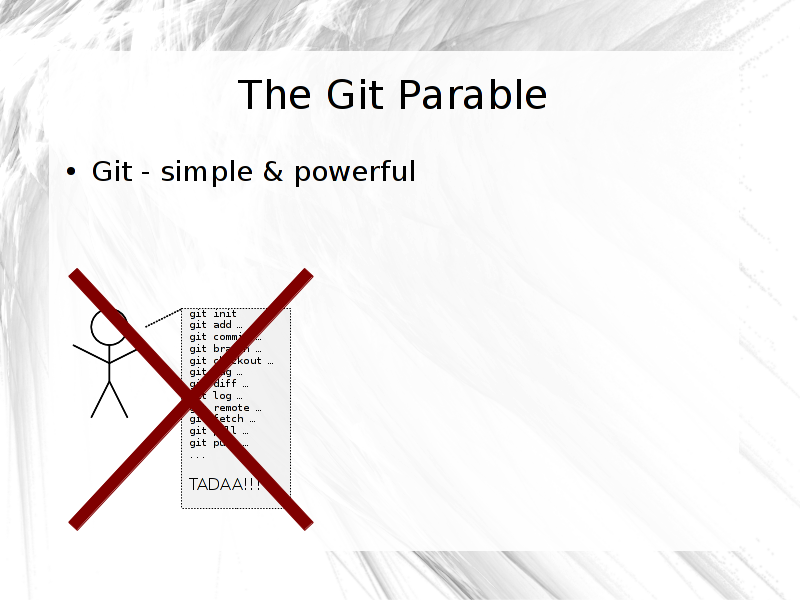 The Git Parable
• Git - simple & powerful
git init
git add …
git commit …
git branch …
git checkout …
git …
git diff …
git log …
git remote …
git fetch …
git pull …
git push …
...
TADAA!!!